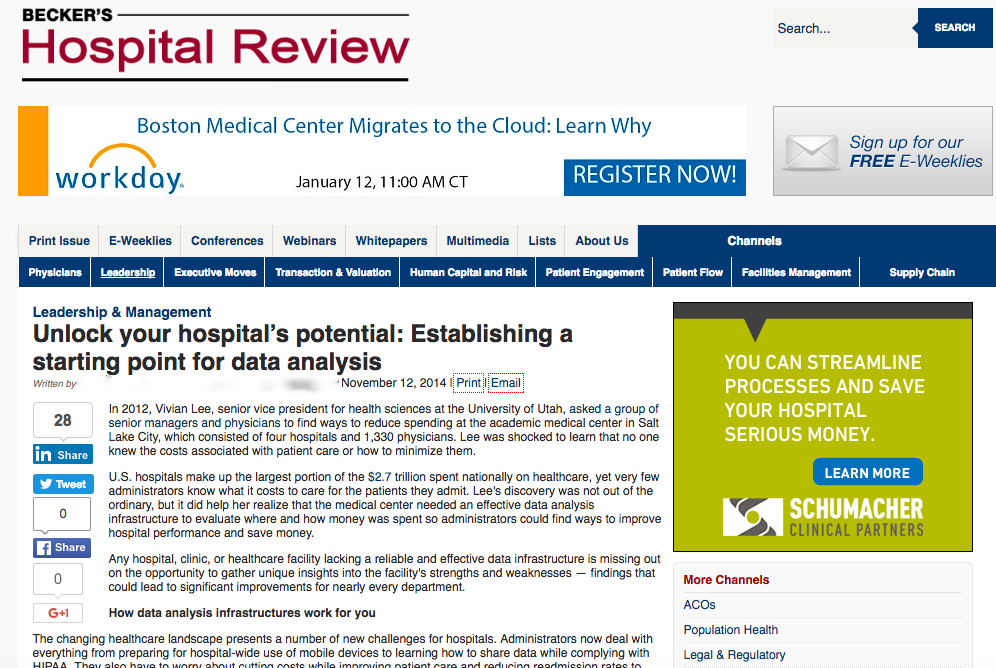 BECKER'S
Hospital Review
Search...
SEARCH
Boston Medical Center Migrates to the Cloud: Learn Why
workday.
January 12, 11:00 AM CT
REGISTER NOW!
Sign up for our
FREE E-Weeklies
Print Issue
E-Weeklies
Conferences
Webinars
Whitepapers
Multimedia
Lists
About Us
Channels
Physicians
Leadership
Executive Moves
Transaction & Valuation
Human Capital and Risk
Patient Engagement
Patient Flow
Facilities Management
Supply Chain
Leadership & Management
Unlock your hospital's potential: Establishing a
starting point for data analysis
Written by
November 12, 2014 | Print | Email
28
in Share
Tweet
0
f Share
0
G+1
In 2012, Vivian Lee, senior vice president for health sciences at the University of Utah, asked a group of
senior managers and physicians to find ways to reduce spending at the academic medical center in Salt
Lake City, which consisted of four hospitals and 1,330 physicians. Lee was shocked to learn that no one
knew the costs associated with patient care or how to minimize them.
U.S. hospitals make up the largest portion of the $2.7 trillion spent nationally on healthcare, yet very few
administrators know what it costs to care for the patients they admit. Lee's discovery was not out of the
ordinary, but it did help her realize that the medical center needed an effective data analysis
infrastructure to evaluate where and how money was spent so administrators could find ways to improve
hospital performance and save money.
Any hospital, clinic, or healthcare facility lacking a reliable and effective data infrastructure is missing out
on the opportunity to gather unique insights into the facility's strengths and weaknesses — findings that
could lead to significant improvements for nearly every department.
How data analysis infrastructures work for you
The changing healthcare landscape presents a number of new challenges for hospitals. Administrators now deal with
everything from preparing for hospital-wide use of mobile devices to learning how to share data while complying with
HIPAA. They also have to worry about cutting costs while improving patient care and reducing readmission rates to
YOU CAN STREAMLINE
PROCESSES AND SAVE
YOUR HOSPITAL
SERIOUS MONEY.
LEARN MORE
SCHUMACHER
CLINICAL PARTNERS
More Channels
ACOs
Population Health
Legal & Regulatory